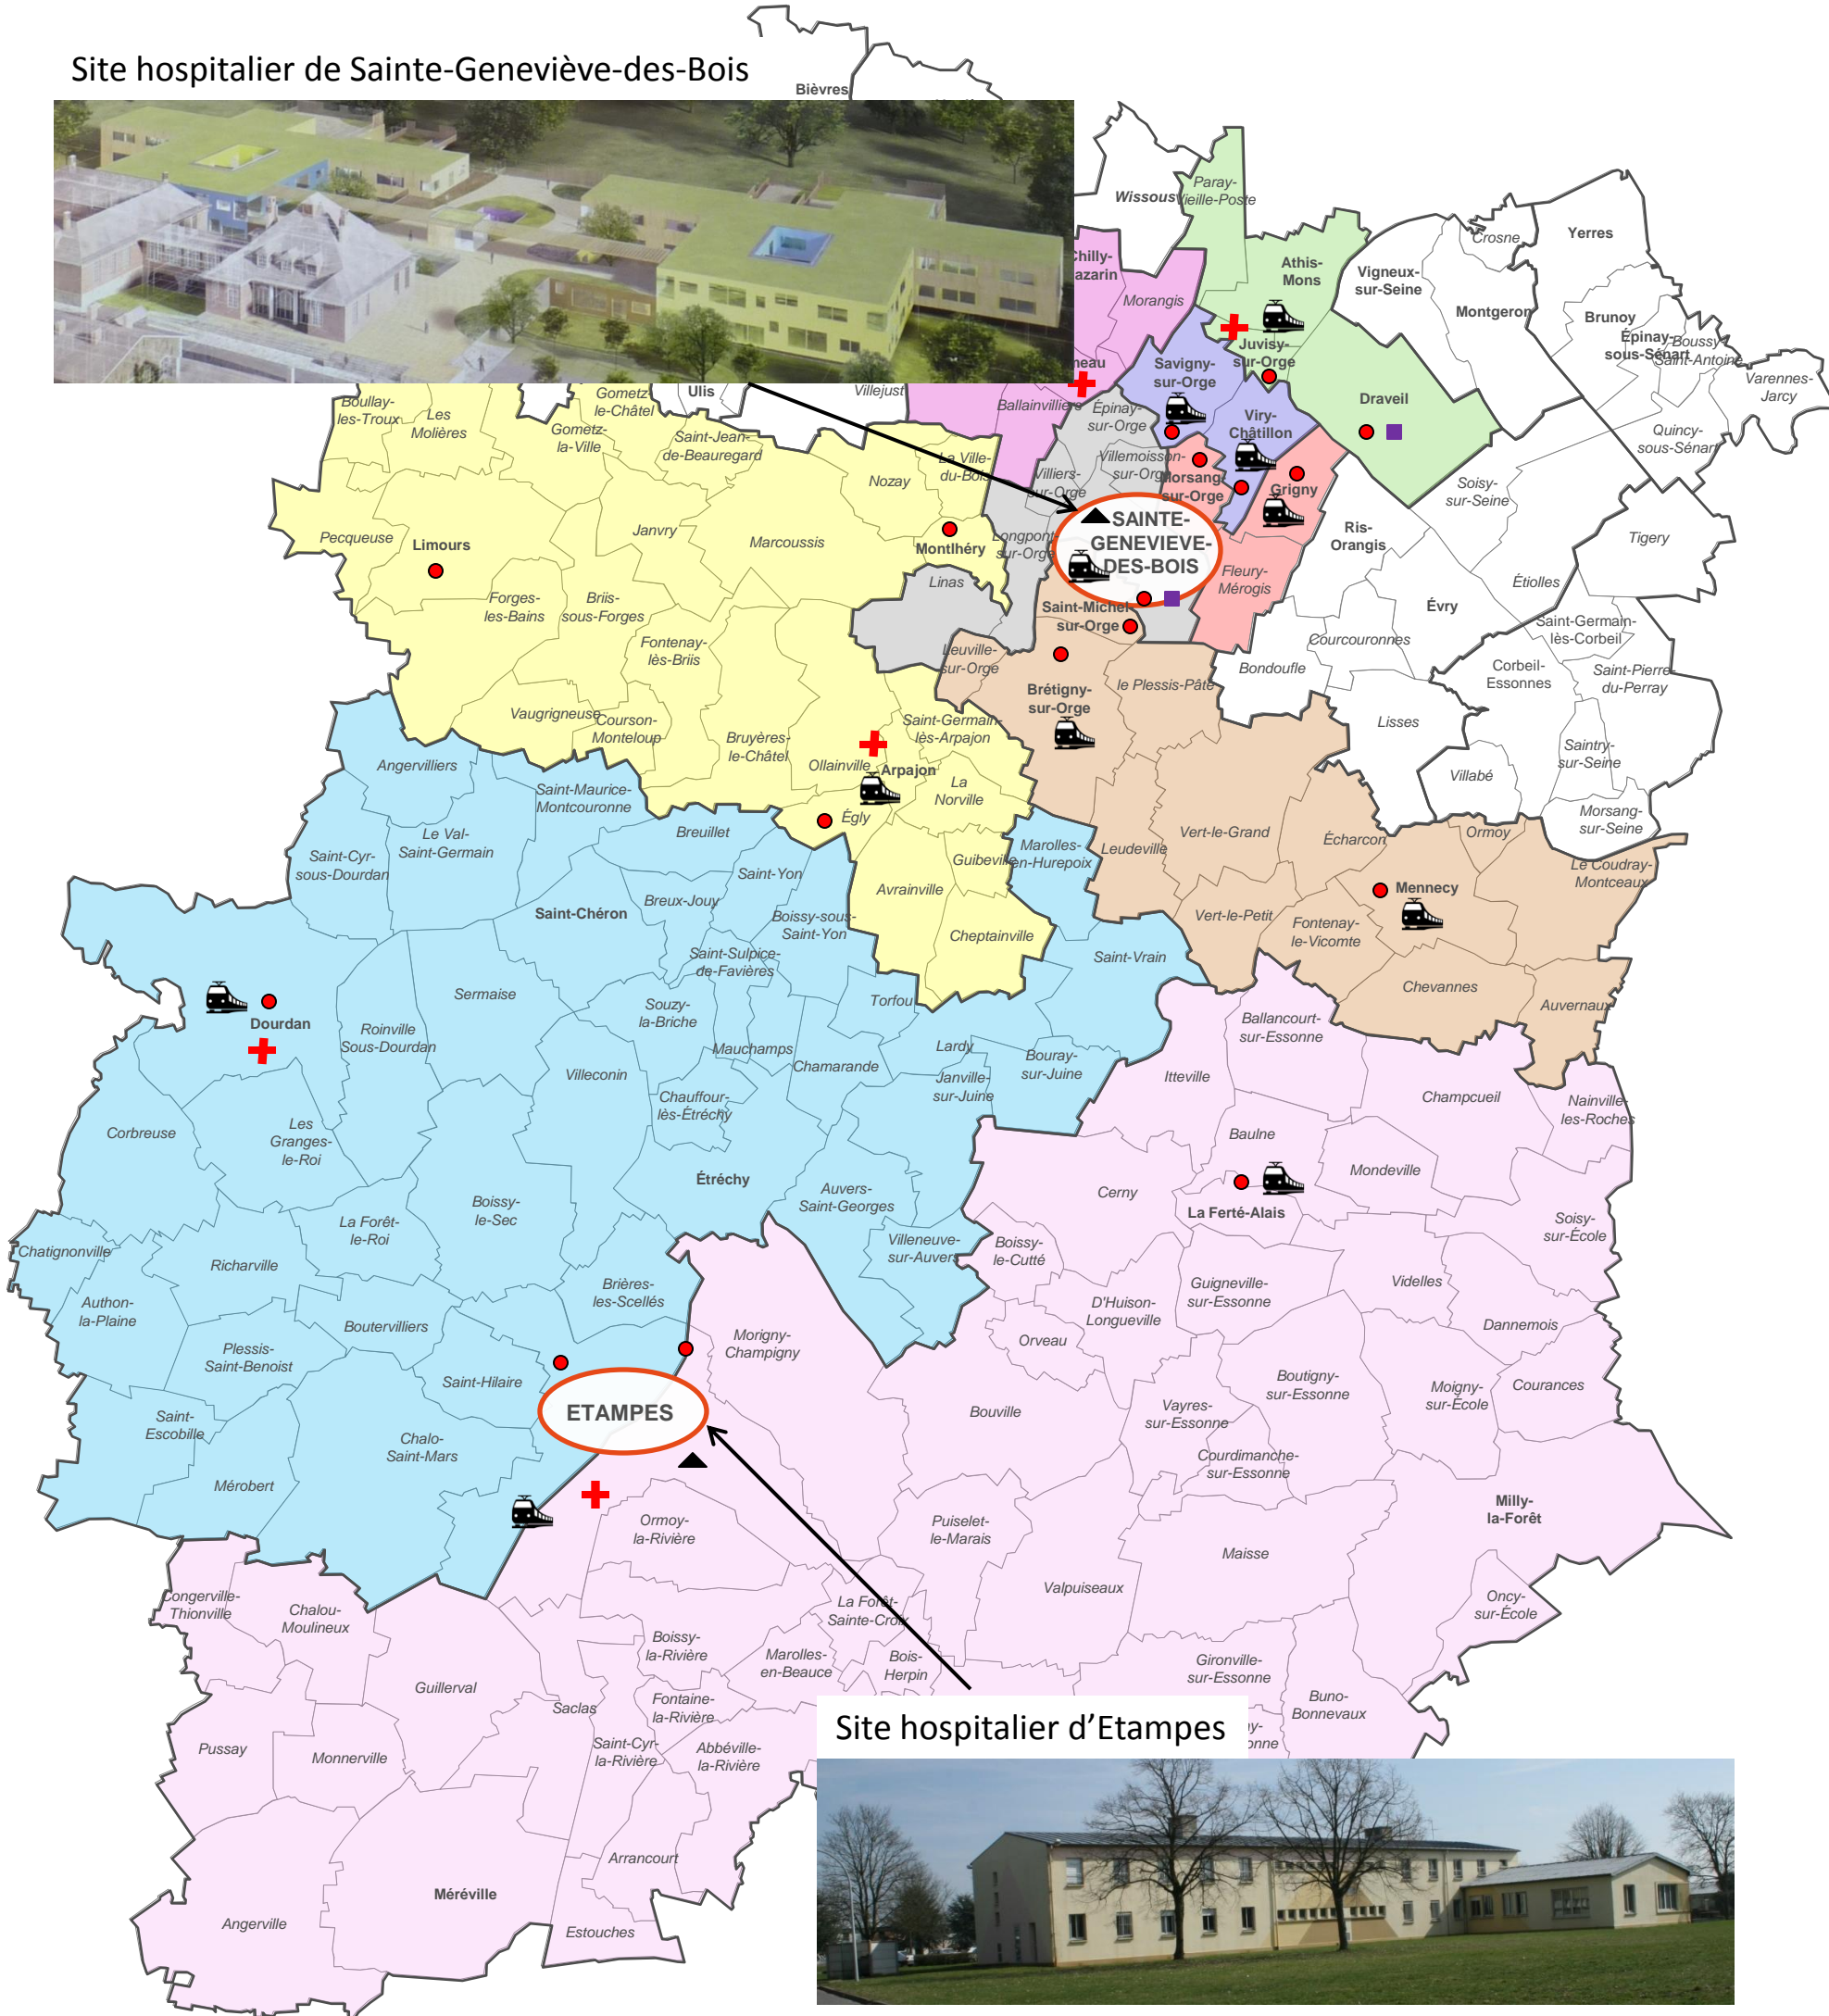 Site hospitalier de Sainte-Geneviève-des-Bois
Bièvres
Wissous
Paray-
Vieille-Poste
Athis-
Mons
Vigneux-
sur-Seine
Crosne
Yerres
Montgeron
Brunoy
Épinay-
sous-Sénart
Boussy-
Saint-Antoine
Varennes-
Jarcy
Quincy-
sous-Sénart
Morangis
Savigny-
sur-Orge
Juvisy-
sur-Orge
Draveil
Viry-
Châtillon
Ulis
Villejust
Ballainvilliers
Épinay-
sur-Orge
Boullay-
les-Troux
Les
Molières
Gometz-
le-Châtel
Gometz-
la-Ville
Saint-Jean-
de-Beauregard
Nozay
La Ville-
du-Bois
Villiers-
sur-Orge
Villemoisson-
sur-Orge
Morsang-
sur-Orge
Grigny
Soisy-
sur-Seine
Pecqueuse
Limours
Janvry
Marcoussis
Montlhéry
Longpont-
sur-Orge
SAINTE-
GENEVIEVE-
DES-BOIS
Ris-
Orangis
Tigery
Linas
Fleury-
Mérogis
Étiolles
Évry
Forges-
les-Bains
Briis-
sous-Forges
Fontenay-
lès-Briis
Saint-Michel-
sur-Orge
Leuville-
sur-Orge
Courcouronnes
Bondoufle
Saint-Germain-
lès-Corbeil
Corbeil-
Essonnes
Saint-Pierre-
du-Perray
Brétigny-
sur-Orge
le Plessis-Pâté
Lisses
Vaugrigneuse
Courson-
Monteloup
Bruyères-
le-Châtel
Saint-Germain-
lès-Arpajon
Ollainville
Arpajon
La
Norville
Saintry-
sur-Seine
Villabé
Morsang-
sur-Seine
Angervilliers
Saint-Maurice-
Montcouronne
Égly
Breuillet
Le Val-
Saint-Germain
Saint-Cyr-
sous-Dourdan
Guibeville
Marolles-
en-Hurepoix
Leudeville
Vert-le-Grand
Écharcon
Ormoy
Le Coudray-
Montceaux
Saint-Yon
Avrainville
Mennecy
Saint-Chéron
Breux-Jouy
Boissy-sous-
Saint-Yon
Cheptainville
Vert-le-Petit
Fontenay-
le-Vicomte
Saint-Sulpice-
de-Favières
Saint-Vrain
Sermaise
Souzy-
la-Briche
Torfou
Chevannes
Auvernaux
Dourdan
Roinville
Sous-Dourdan
Ballancourt-
sur-Essonne
Mauchamps
Lardy
Chamarande
Bouray-
sur-Juine
Itteville
Villeconin
Janville-
sur-Juine
Chauffour-
lès-Étréchy
Champcueil
Nainville-
les-Roches
Corbreuse
Les
Granges-
le-Roi
Baulne
Mondeville
Étréchy
Auvers-
Saint-Georges
Cerny
La Ferté-Alais
Boissy-
le-Sec
La Forêt-
le-Roi
Villeneuve-
sur-Auvers
Boissy-
le-Cutté
Soisy-
sur-École
Chatignonville
Richarville
Brières-
les-Scellés
Guigneville-
sur-Essonne
Videlles
Authon-
la-Plaine
Boutervilliers
D'Huison-
Longueville
Dannemois
Plessis-
Saint-Benoist
Morigny-
Champigny
Orveau
Saint-Hilaire
Boutigny-
sur-Essonne
Moigny-
sur-École
Courances
ETAMPES
Bouville
Vayres-
sur-Essonne
Saint-
Escobille
Chalo-
Saint-Mars
Courdimanche-
sur-Essonne
Mérobert
Milly-
la-Forêt
Ormoy-
la-Rivière
Puiselet-
le-Marais
Maisse
Valpuiseaux
Congerville-
Thionville
Chalou-
Moulineux
La Forêt-
Sainte-Croix
Oncy-
sur-École
Boissy-
la-Rivière
Marolles-
en-Beauce
Bois-
Herpin
Gironville-
sur-Essonne
Guillerval
Saclas
Fontaine-
la-Rivière
Buno-
Bonnevaux
Pussay
Monnerville
Saint-Cyr-
la-Rivière
Abbéville-
la-Rivière
Site hospitalier d'Etampes
Arrancourt
Méréville
Angerville
Estouches